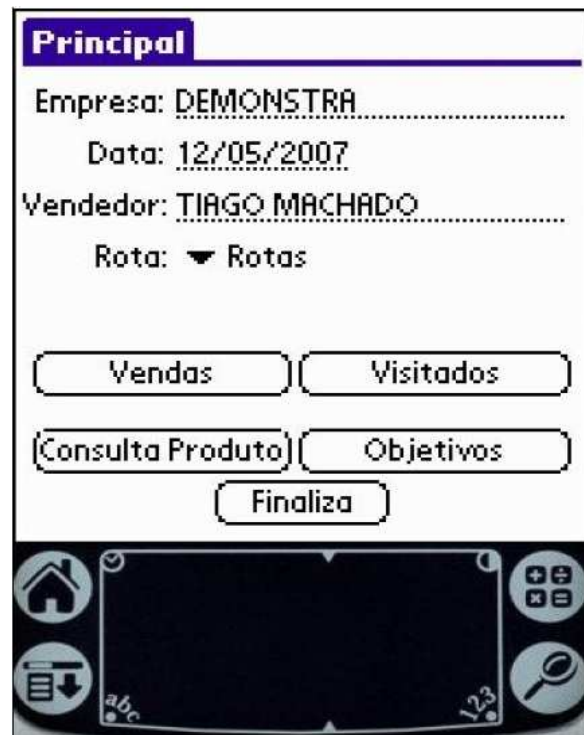 Principal
Empresa: DEMONSTRA
Data: 12/05/2007
Vendedor: TIAGO MACHADO
Rota: Rotas
Vendas Visitados
Consulta Produto Objetivos
Finaliza
abc 123